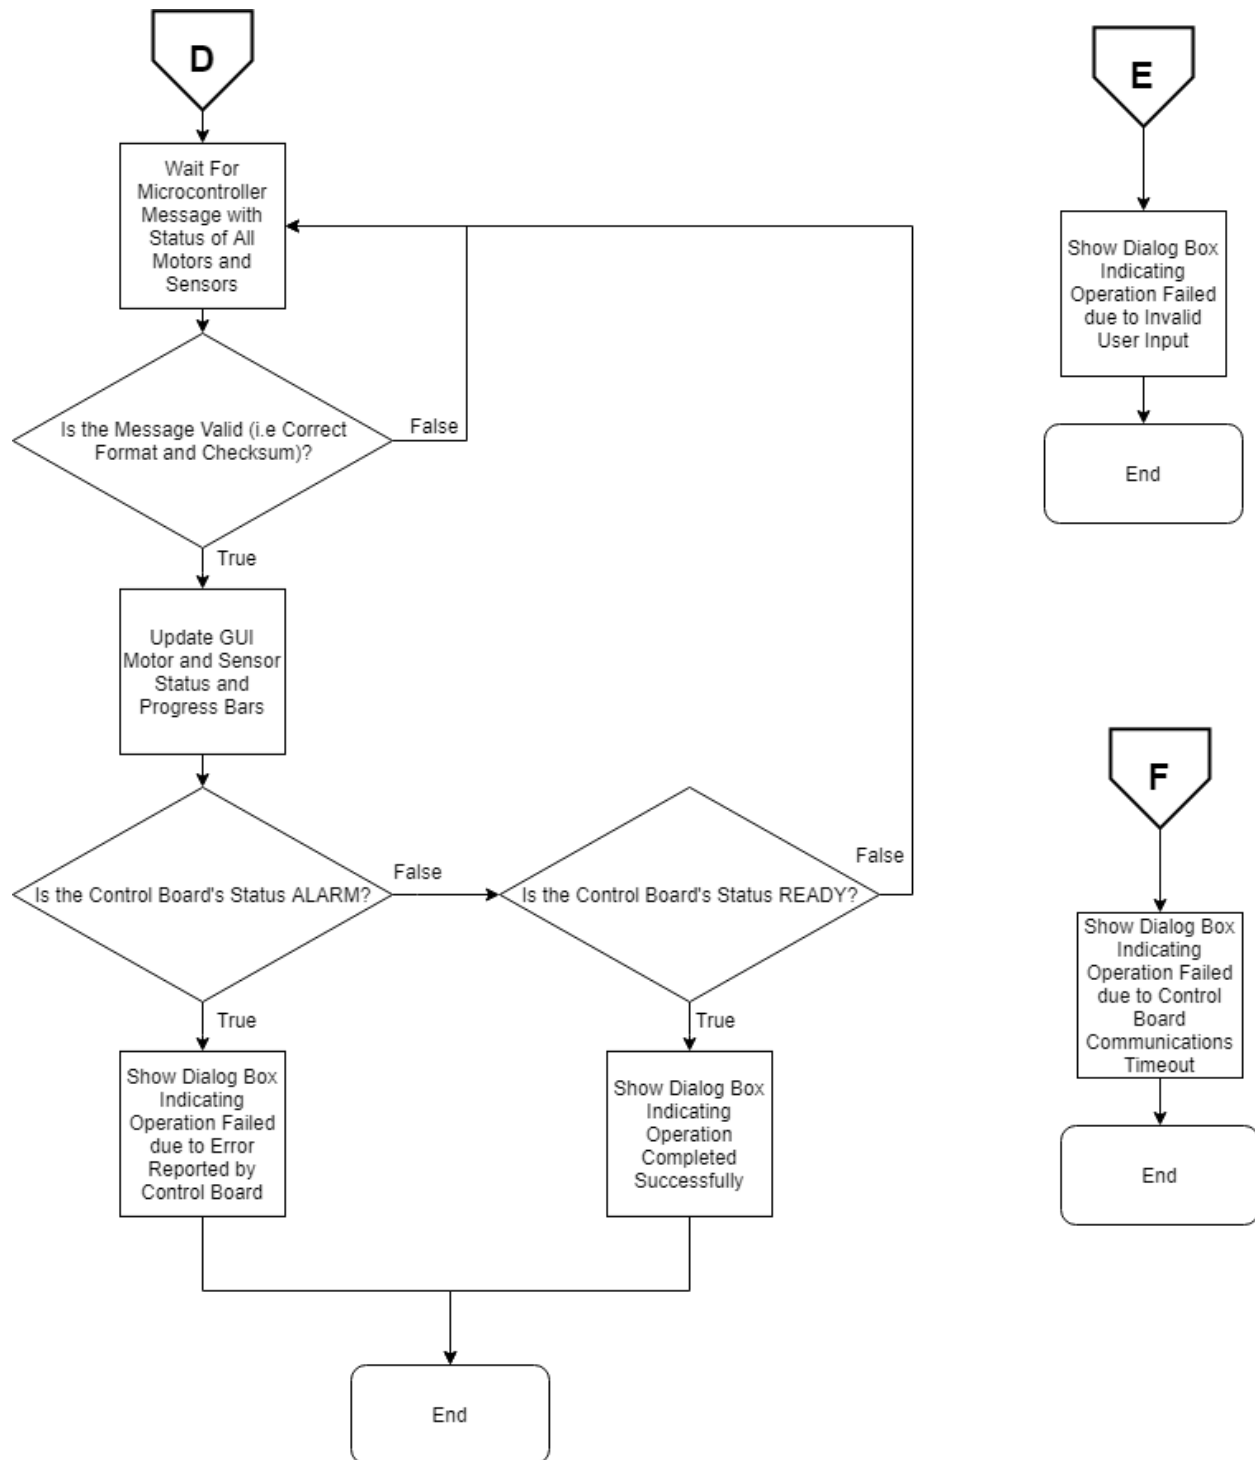 D
Wait For
Microcontroller
Message with
Status of All
Motors and
Sensors
Is the Message Valid (i.e Correct
Format and Checksum)?
False
True
Update GUI
Motor and Sensor
Status and
Progress Bars
Is the Control Board's Status ALARM?
False
True
Is the Control Board's Status READY?
False
True
Show Dialog Box
Indicating
Operation Failed
due to Error
Reported by
Control Board
Show Dialog Box
Indicating
Operation
Completed
Successfully
End
E
Show Dialog Box
Indicating
Operation Failed
due to Invalid
User Input
End
F
Show Dialog Box
Indicating
Operation Failed
due to Control
Board
Communications
Timeout
End